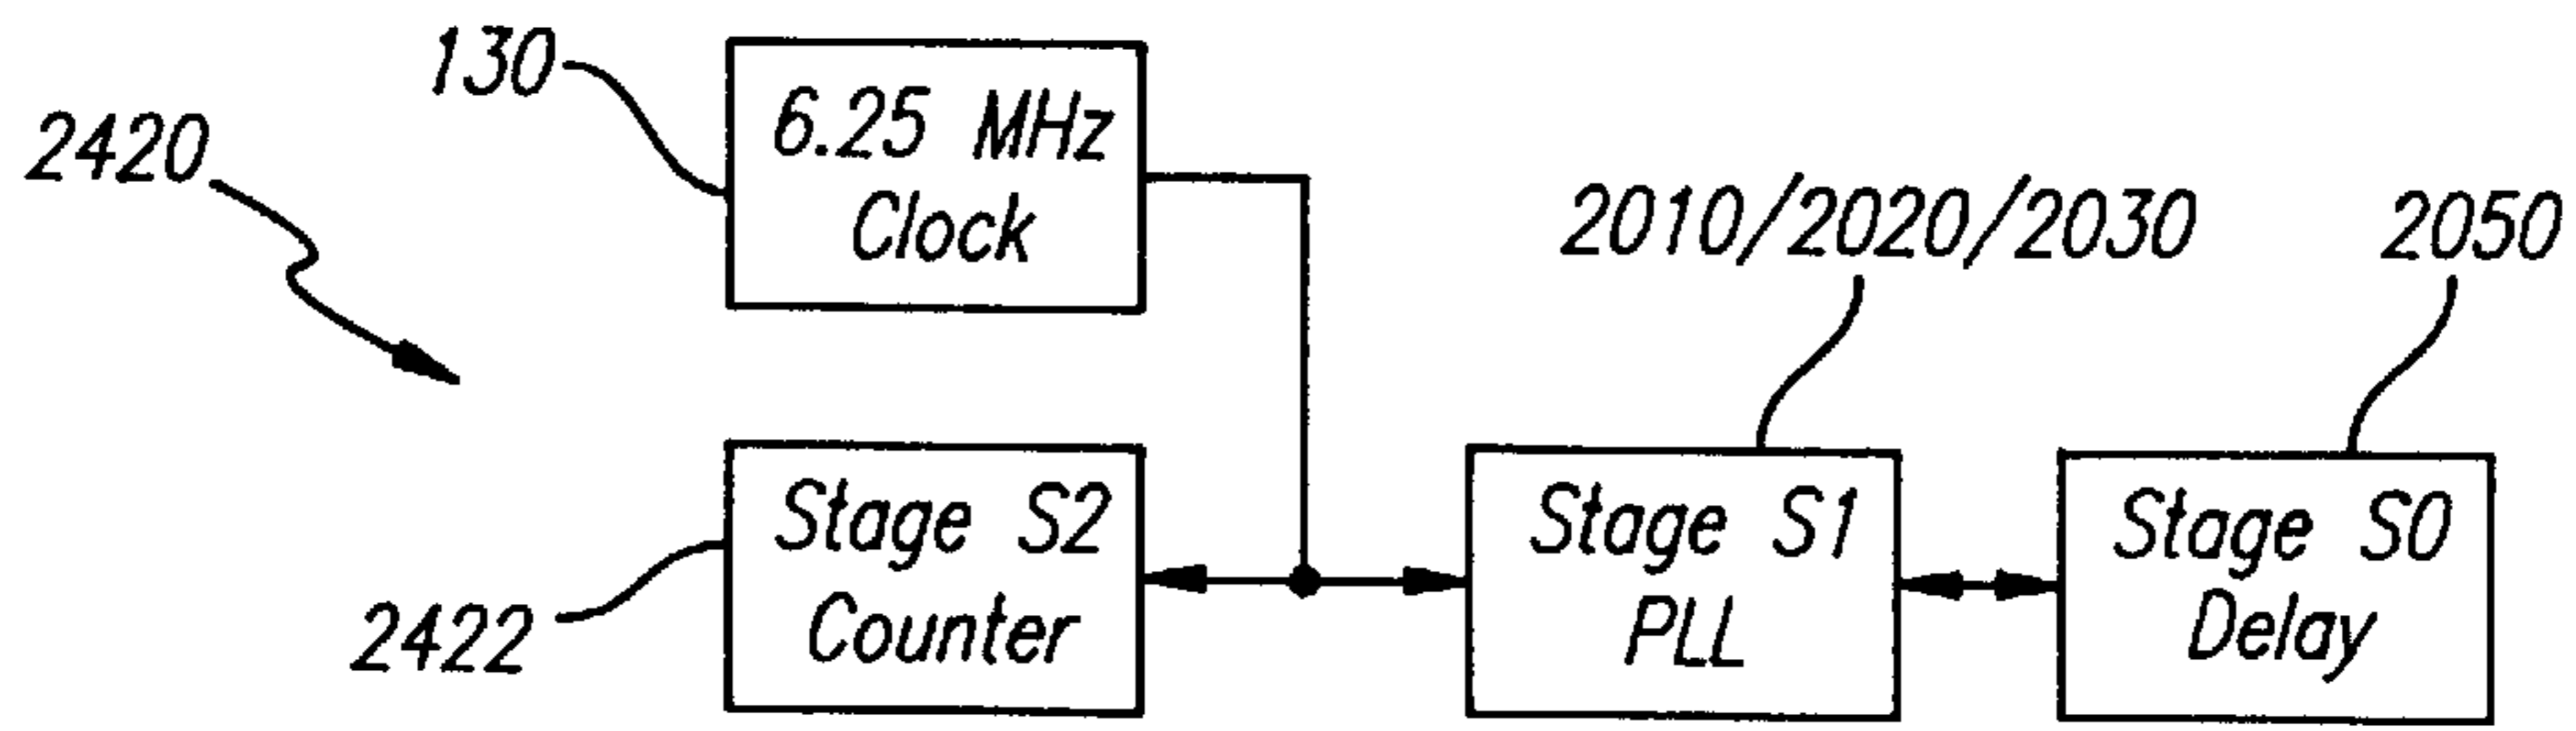 130
6.25 MHz
Clock
2420
2010/2020/2030
2050
Stage S2
Counter
2422
Stage S1
PLL
Stage S0
Delay